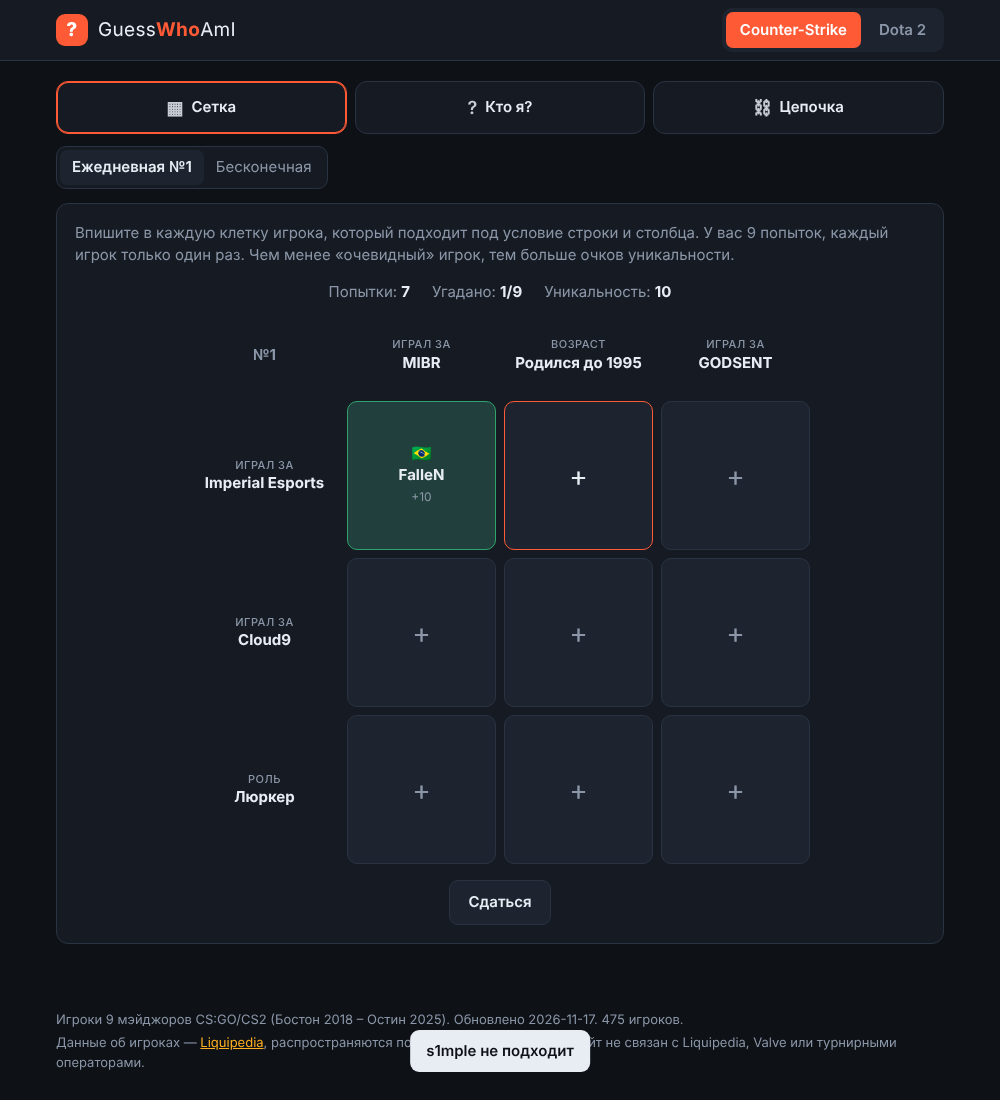 ? GuessWhoAmI
Counter-Strike Dota 2
Сетка
? Кто я?
Цепочка
Ежедневная №1 Бесконечная
Впишите в каждую клетку игрока, который подходит под условие строки и столбца. У вас 9 попыток, каждый
игрок только один раз. Чем менее «очевидный» игрок, тем больше очков уникальности.
Попытки: 7 Угадано: 1/9 Уникальность: 10
№1
ИГРАЛ ЗА
MIBR
ВОЗРАСТ
Родился до 1995
ИГРАЛ ЗА
GODSENT
ИГРАЛ ЗА
Imperial Esports
FalleN
+10
+
+
ИГРАЛ ЗА
Cloud9
+
+
+
РОЛЬ
Люркер
+
+
+
Сдаться
Игроки 9 мэйджоров CS:GO/CS2 (Бостон 2018 – Остин 2025). Обновлено 2026-11-17. 475 игроков.
Данные об игроках — Liquipedia, распространяются не связан с Liquipedia, Valve или турнирными
операторами.
s1mple не подходит